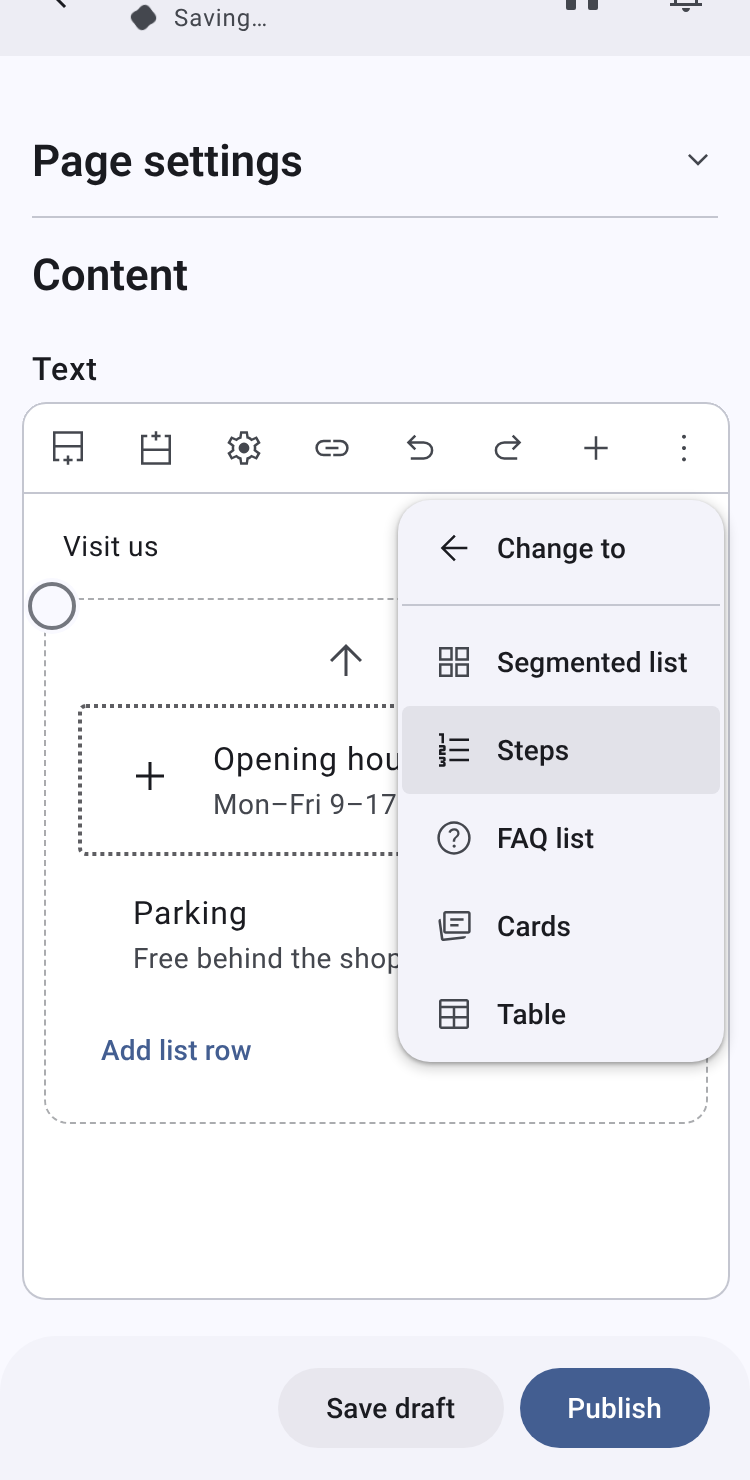 Saving…
Page settings
Content
Text
Visit us
Change to
Segmented list
Opening hou
Steps
Mon–Fri 9–17
FAQ list
Parking
Cards
Free behind the shop
Table
Add list row
Save draft
Publish